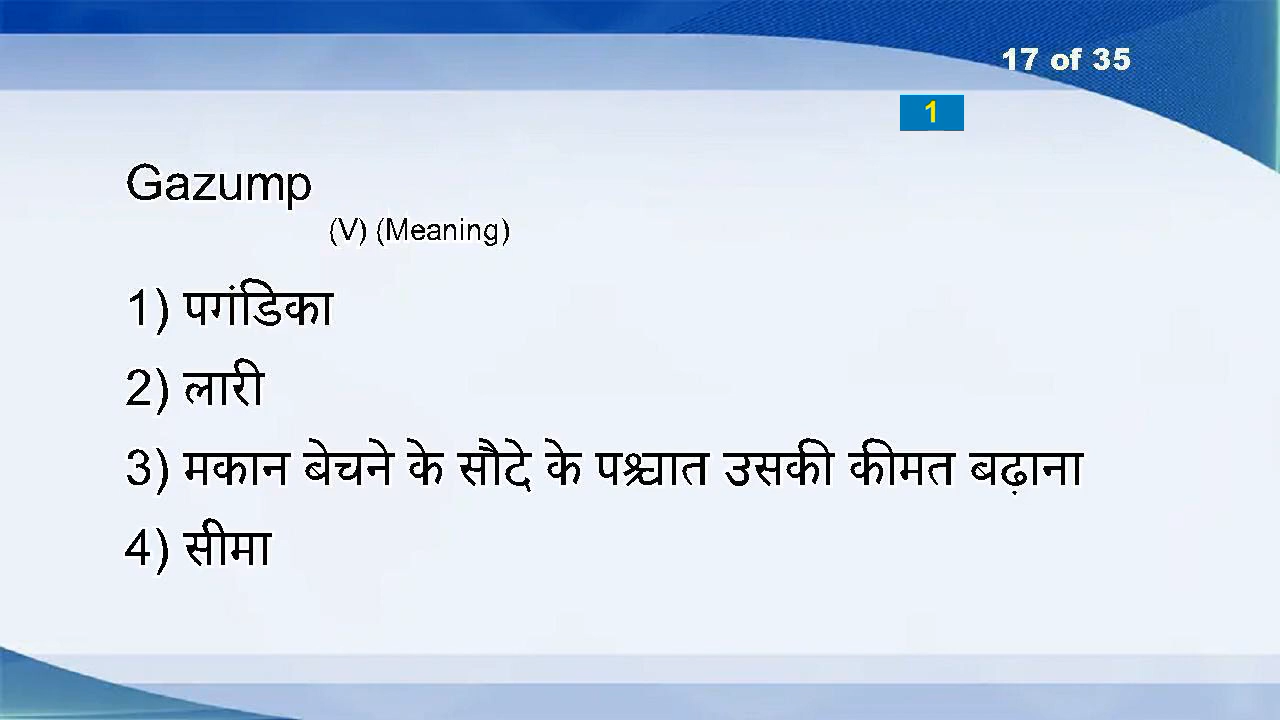 17 of 35
1
Gazump
(V) (Meaning)
1) पगंडिका
2) लारी
3) मकान बेचने के सौदे के पश्चात उसकी कीमत बढ़ाना
4) सीमा